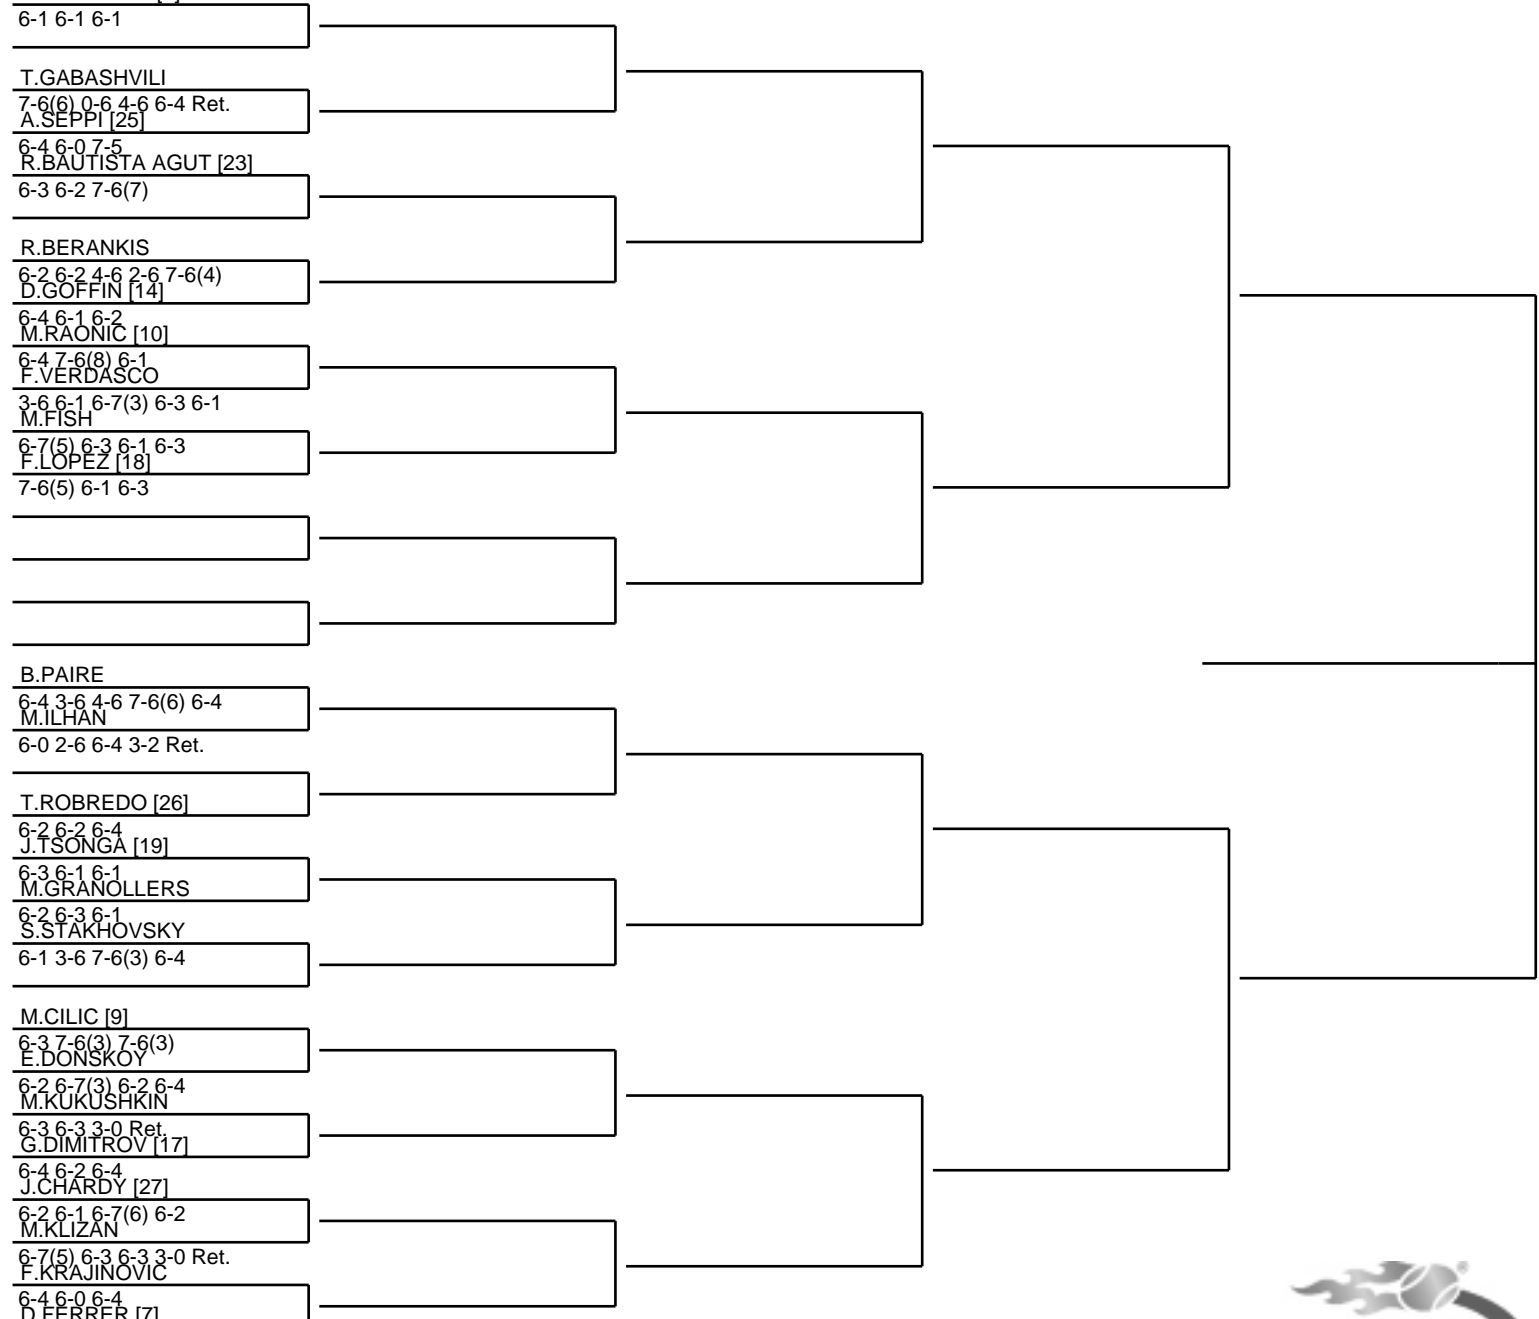 6-1 6-1 6-1
T.GABASHVILI
7-6(6) 0-6 4-6 6-4 Ret.
A.SEPPI [25]
6-4 6-0 7-5
R.BAUTISTA AGUT [23]
6-3 6-2 7-6(7)
R.BERANKIS
6-2 6-2 4-6 2-6 7-6(4)
D.GOFFIN [14]
6-4 6-1 6-2
M.RAONIC [10]
6-4 7-6(8) 6-1
F.VERDASCO
3-6 6-1 6-7(3) 6-3 6-1
M.FISH
6-7(5) 6-3 6-1 6-3
F.LOPEZ [18]
7-6(5) 6-1 6-3
B.PAIRE
6-4 3-6 4-6 7-6(6) 6-4
M.ILHAN
6-0 2-6 6-4 3-2 Ret.
T.ROBREDO [26]
6-2 6-2 6-4
J.TSONGA [19]
6-3 6-1 6-1
M.GRANOLLERS
6-2 6-3 6-1
S.STAKHOVSKY
6-1 3-6 7-6(3) 6-4
M.CILIC [9]
6-3 7-6(3) 7-6(3)
E.DONSKOY
6-2 6-7(3) 6-2 6-4
M.KUKUSHKIN
6-3 6-3 3-0 Ret.
G.DIMITROV [17]
6-4 6-2 6-4
J.CHARDY [27]
6-2 6-1 6-7(6) 6-2
M.KLIZAN
6-7(5) 6-3 6-3 3-0 Ret.
F.KRAJINOVIC
6-4 6-0 6-4
D.FERRER [7]